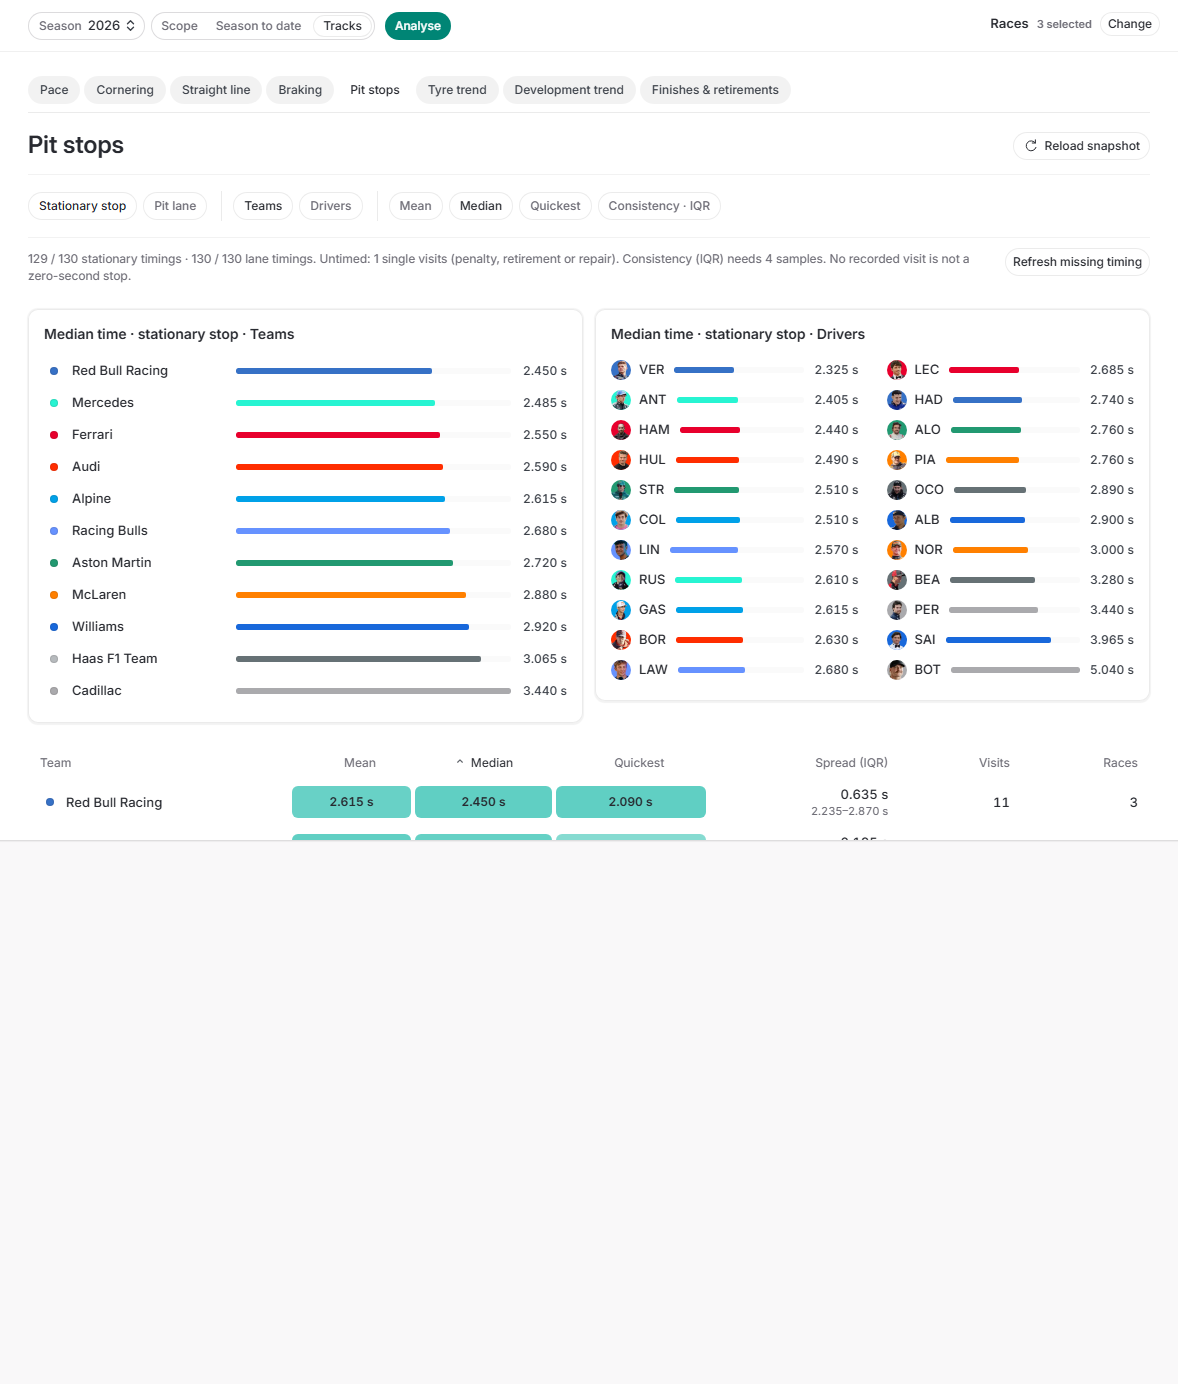 Season 2026
Scope Season to date Tracks
Analyse
Races 3 selected Change
Pace Cornering Straight line Braking Pit stops Tyre trend Development trend Finishes & retirements
Pit stops
Reload snapshot
Stationary stop Pit lane Teams Drivers Mean Median Quickest Consistency · IQR
129 / 130 stationary timings · 130 / 130 lane timings. Untimed: 1 single visits (penalty, retirement or repair). Consistency (IQR) needs 4 samples. No recorded visit is not a
zero-second stop.
Refresh missing timing
Median time · stationary stop · Teams
Red Bull Racing 2.450 s
Mercedes 2.485 s
Ferrari 2.550 s
Audi 2.590 s
Alpine 2.615 s
Racing Bulls 2.680 s
Aston Martin 2.720 s
McLaren 2.880 s
Williams 2.920 s
Haas F1 Team 3.065 s
Cadillac 3.440 s
Median time · stationary stop · Drivers
VER 2.325 s
ANT 2.405 s
HAM 2.440 s
HUL 2.490 s
STR 2.510 s
COL 2.510 s
LIN 2.570 s
RUS 2.610 s
GAS 2.615 s
BOR 2.630 s
LAW 2.680 s
LEC 2.685 s
HAD 2.740 s
ALO 2.760 s
PIA 2.760 s
OCO 2.890 s
ALB 2.900 s
NOR 3.000 s
BEA 3.280 s
PER 3.440 s
SAI 3.965 s
BOT 5.040 s
Team Mean Median Quickest Spread (IQR) Visits Races
Red Bull Racing 2.615 s 2.450 s 2.090 s 0.635 s 11 3
2.235–2.870 s